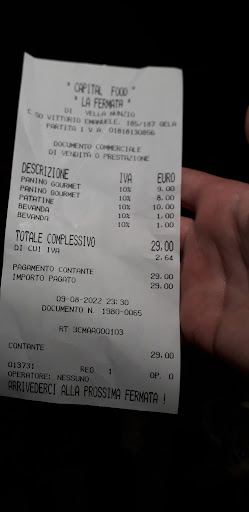 " CAPITAL FOOD "
" LA FERMATA "
DI VELLA NUNZIO
C.SO VITTORIO EMANUELE, 185/187 GELA
PARTITA I.V.A. 01818130856
DOCUMENTO COMMERCIALE
DI VENDITA O PRESTAZIONE
DESCRIZIONE IVA EURO
PANINO GOURMET 10% 9.00
PANINO GOURMET 10% 8.00
PATATINE 10% 10.00
BEVANDA 10% 1.00
BEVANDA 10% 1.00
TOTALE COMPLESSIVO 29.00
DI CUI IVA 2.64
PAGAMENTO CONTANTE 29.00
IMPORTO PAGATO 29.00
09-08-2022 23:30
DOCUMENTO N. 1980-0065
RT 3CMAA000103
CONTANTE 29.00
013731 REG 1
OPERATORE: NESSUNO OP. 0
ARRIVEDERCI ALLA PROSSIMA FERMATA !